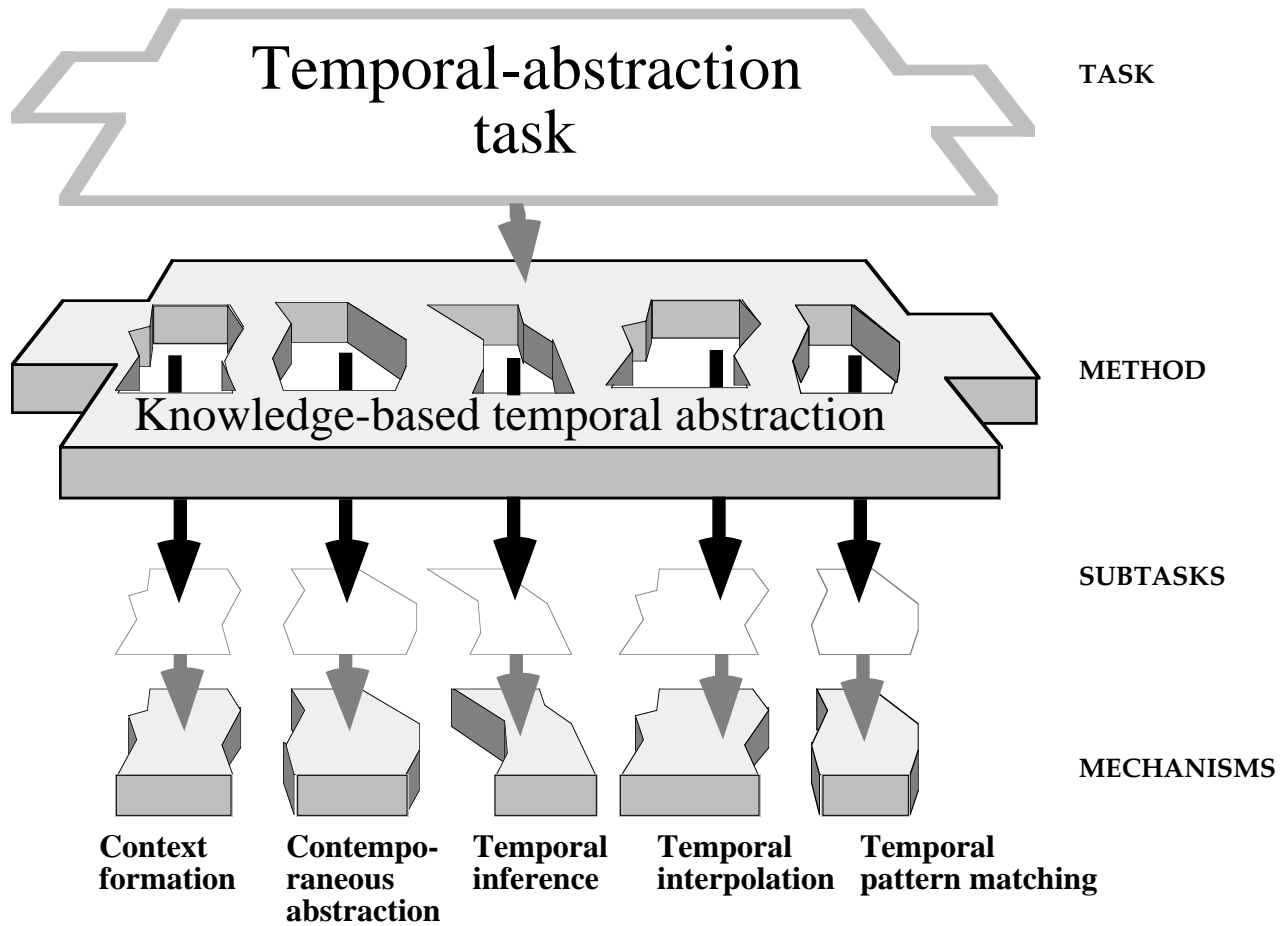 Temporal-abstraction
task
TASK
METHOD
Knowledge-based temporal abstraction
SUBTASKS
MECHANISMS
Context
formation
Contempo-
raneous
abstraction
Temporal
inference
Temporal
interpolation
Temporal
pattern matching